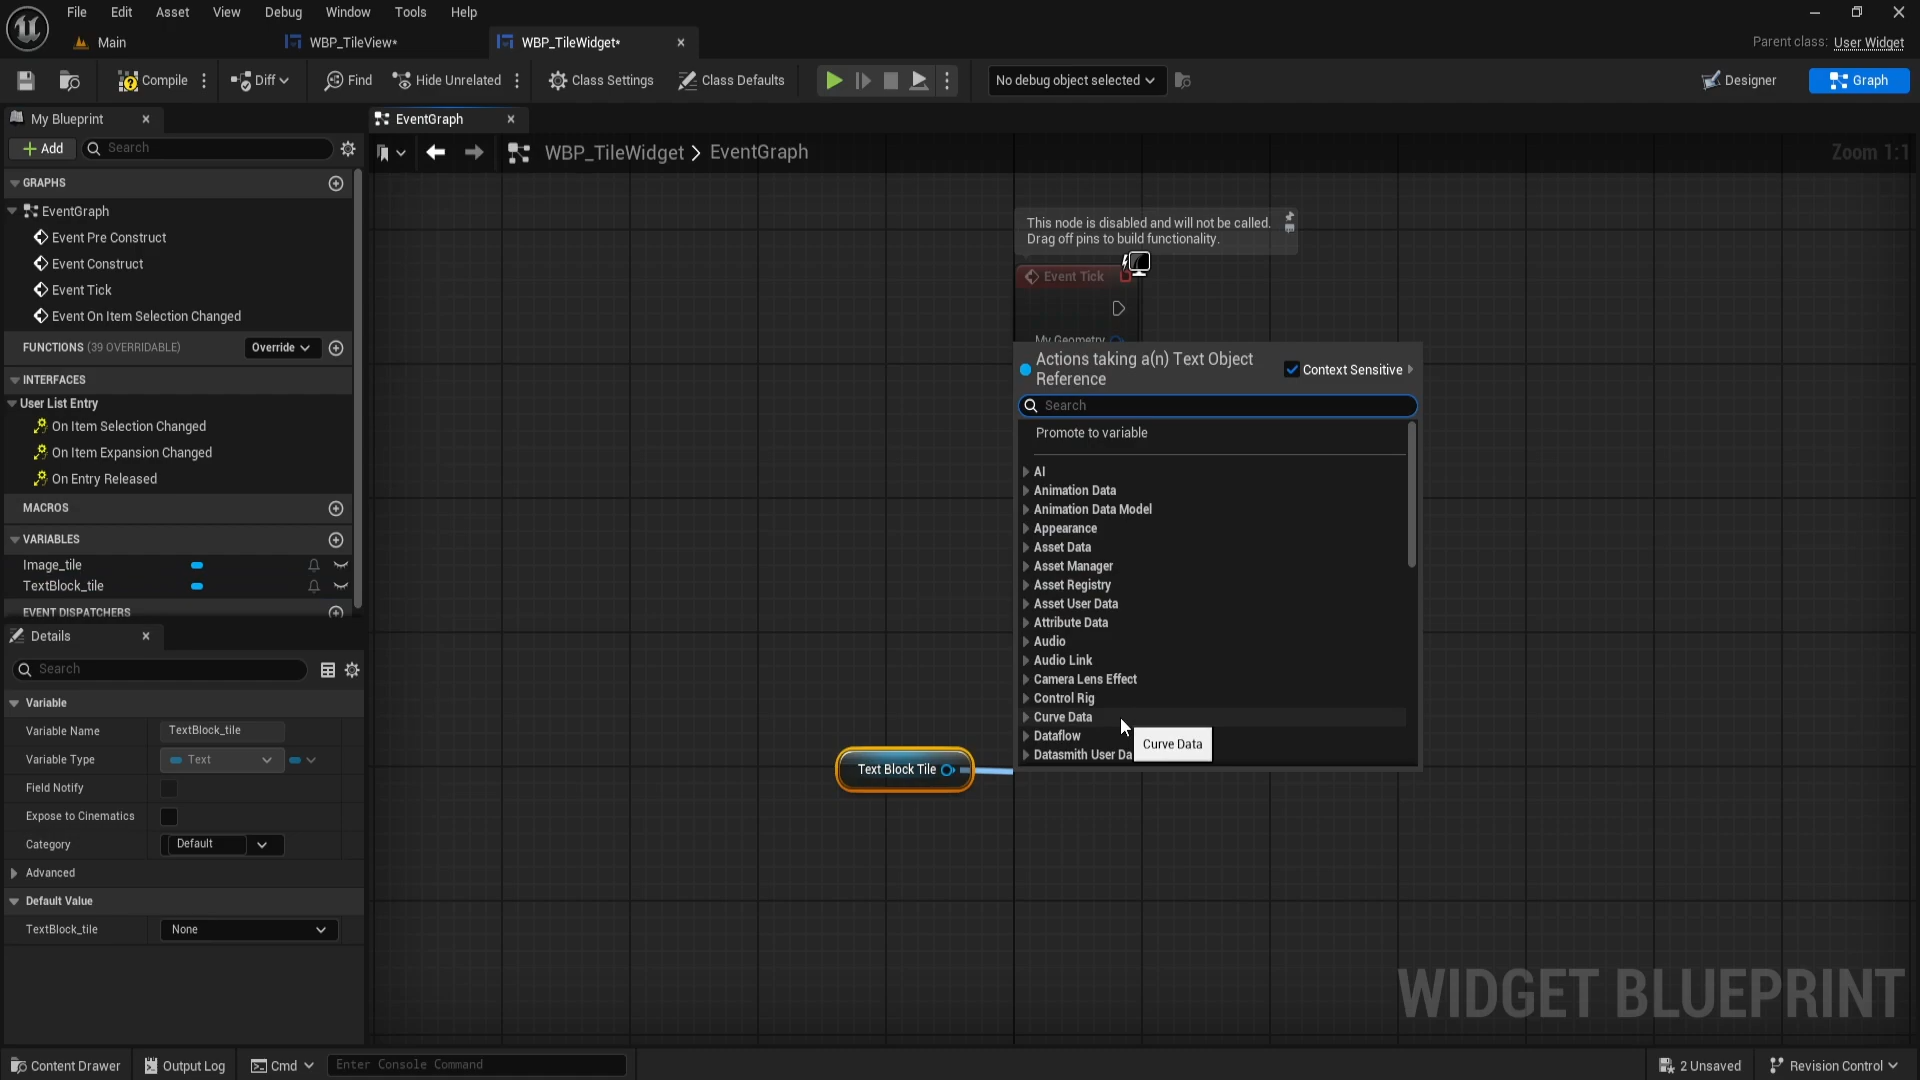 File Edit Asset View Debug Window Tools Help
Main
WBP_TileView*
WBP_TileWidget*
Parent class: User Widget
Compile
Diff
Find
Hide Unrelated
Class Settings
Class Defaults
No debug object selected
Designer
Graph
My Blueprint
Add
Search
GRAPHS
EventGraph
Event Pre Construct
Event Construct
Event Tick
Event On Item Selection Changed
FUNCTIONS (39 OVERRIDABLE)
Override
INTERFACES
User List Entry
On Item Selection Changed
On Item Expansion Changed
On Entry Released
MACROS
VARIABLES
Image_tile
TextBlock_tile
EVENT DISPATCHERS
Details
Search
Variable
Variable Name TextBlock_tile
Variable Type Text
Field Notify
Expose to Cinematics
Category Default
Advanced
Default Value
TextBlock_tile None
EventGraph
WBP_TileWidget > EventGraph
Zoom 1:1
This node is disabled and will not be called.
Drag off pins to build functionality.
Event Tick
My Geometry
Actions taking a(n) Text Object
Reference
Context Sensitive
Search
Promote to variable
AI
Animation Data
Animation Data Model
Appearance
Asset Data
Asset Manager
Asset Registry
Asset User Data
Attribute Data
Audio
Audio Link
Camera Lens Effect
Control Rig
Curve Data
Dataflow
Datasmith User Da
Curve Data
Text Block Tile
WIDGET BLUEPRINT
Content Drawer
Output Log
Cmd
Enter Console Command
2 Unsaved
Revision Control